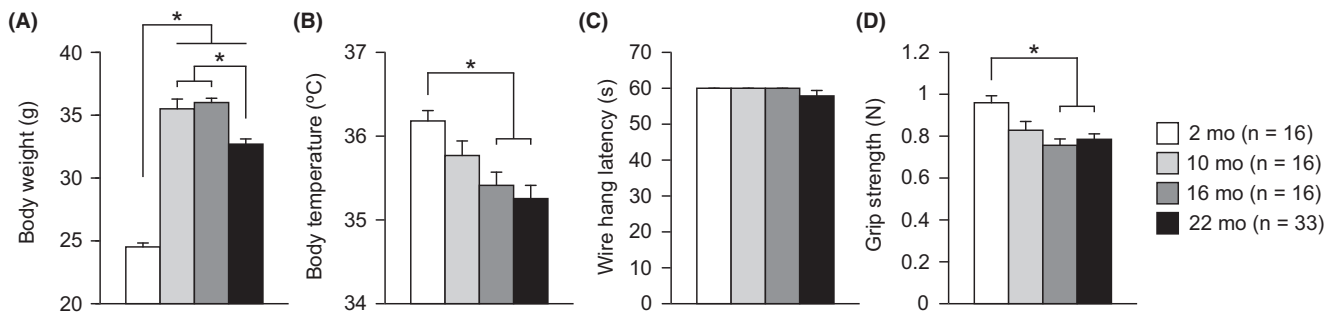 (A)
Body weight (g)
40
35
30
25
20
*
*
(B)
Body temperature (ºC)
37
36
35
34
*
(C)
Wire hang latency (s)
70
60
50
40
30
20
10
0
(D)
Grip strength (N)
1.2
1
0.8
0.6
0.4
0.2
0
*
2 mo (n = 16)
10 mo (n = 16)
16 mo (n = 16)
22 mo (n = 33)